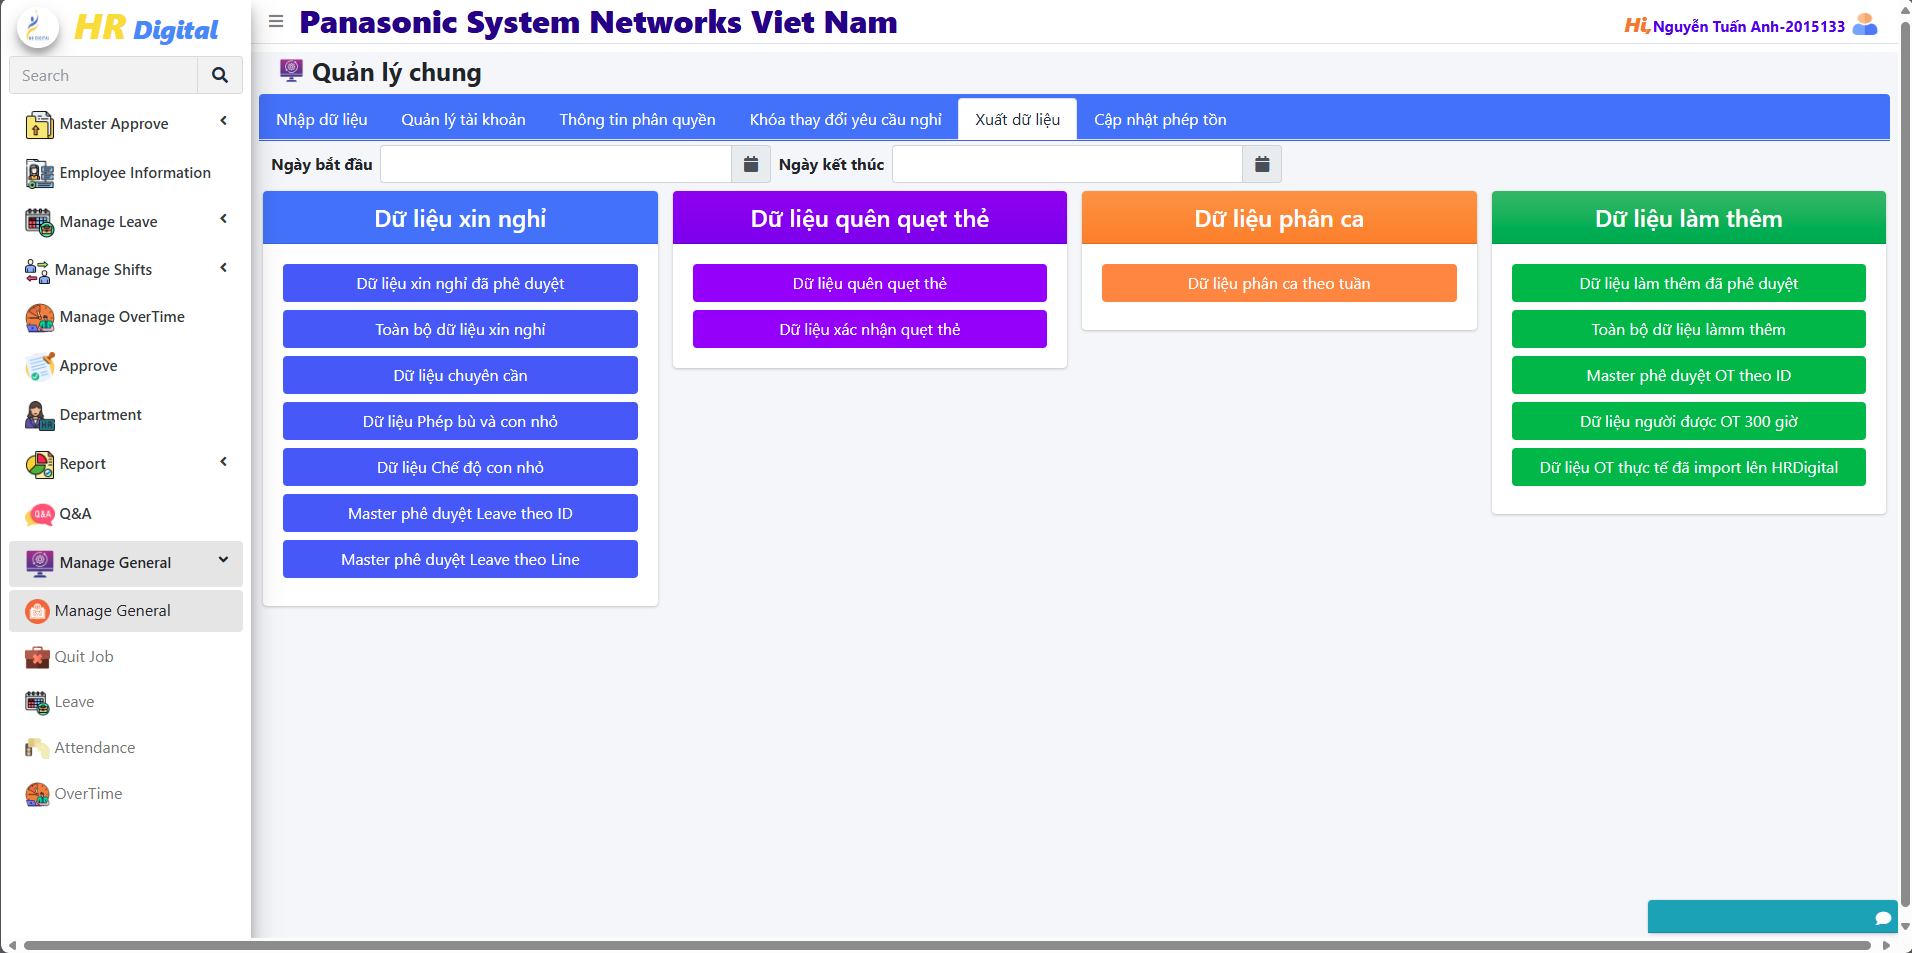 HR Digital
Search
Master Approve
Employee Information
Manage Leave
Manage Shifts
Manage OverTime
Approve
Department
Report
Q&A
Manage General
Manage General
Quit Job
Leave
Attendance
OverTime
Panasonic System Networks Viet Nam
Hi, Nguyễn Tuấn Anh-2015133
Quản lý chung
Nhập dữ liệu
Quản lý tài khoản
Thông tin phân quyền
Khóa thay đổi yêu cầu nghỉ
Xuất dữ liệu
Cập nhật phép tồn
Ngày bắt đầu
Ngày kết thúc
Dữ liệu xin nghỉ
Dữ liệu xin nghỉ đã phê duyệt
Toàn bộ dữ liệu xin nghỉ
Dữ liệu chuyên cần
Dữ liệu Phép bù và con nhỏ
Dữ liệu Chế độ con nhỏ
Master phê duyệt Leave theo ID
Master phê duyệt Leave theo Line
Dữ liệu quên quẹt thẻ
Dữ liệu quên quẹt thẻ
Dữ liệu xác nhận quẹt thẻ
Dữ liệu phân ca
Dữ liệu phân ca theo tuần
Dữ liệu làm thêm
Dữ liệu làm thêm đã phê duyệt
Toàn bộ dữ liệu làmm thêm
Master phê duyệt OT theo ID
Dữ liệu người được OT 300 giờ
Dữ liệu OT thực tế đã import lên HRDigital